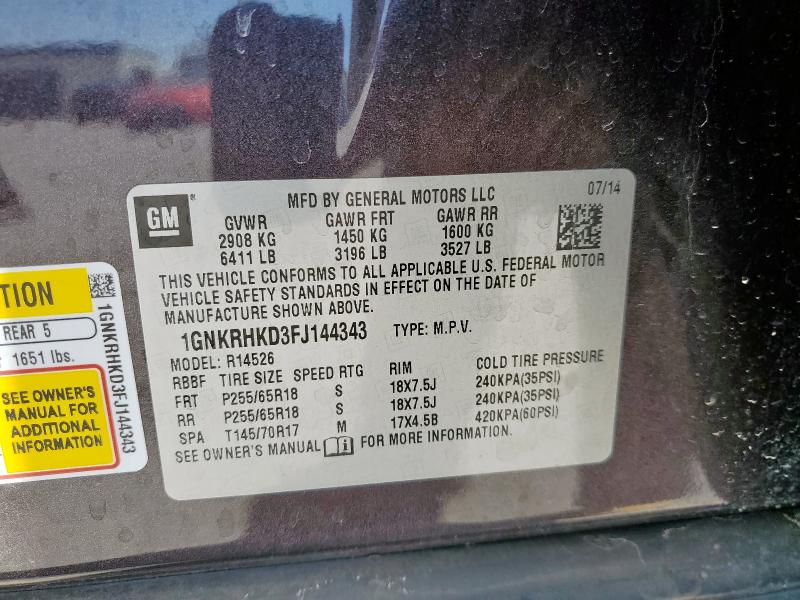 GM
MFD BY GENERAL MOTORS LLC
07/14
GVWR GAWR FRT GAWR RR
2908 KG 1450 KG 1600 KG
6411 LB 3196 LB 3527 LB
THIS VEHICLE CONFORMS TO ALL APPLICABLE U.S. FEDERAL MOTOR
VEHICLE SAFETY STANDARDS IN EFFECT ON THE DATE OF
MANUFACTURE SHOWN ABOVE.
1GNKRHKD3FJ144343 TYPE: M.P.V.
MODEL: R14526
RBBF TIRE SIZE SPEED RTG RIM COLD TIRE PRESSURE
FRT P255/65R18 S 18X7.5J 240KPA(35PSI)
RR P255/65R18 S 18X7.5J 240KPA(35PSI)
SPA T145/70R17 M 17X4.5B 420KPA(60PSI)
SEE OWNER'S MANUAL i FOR MORE INFORMATION.
TION
REAR 5
1651 lbs.
SEE OWNER'S
MANUAL FOR
ADDITIONAL
INFORMATION
1GNKRHKD3FJ144343